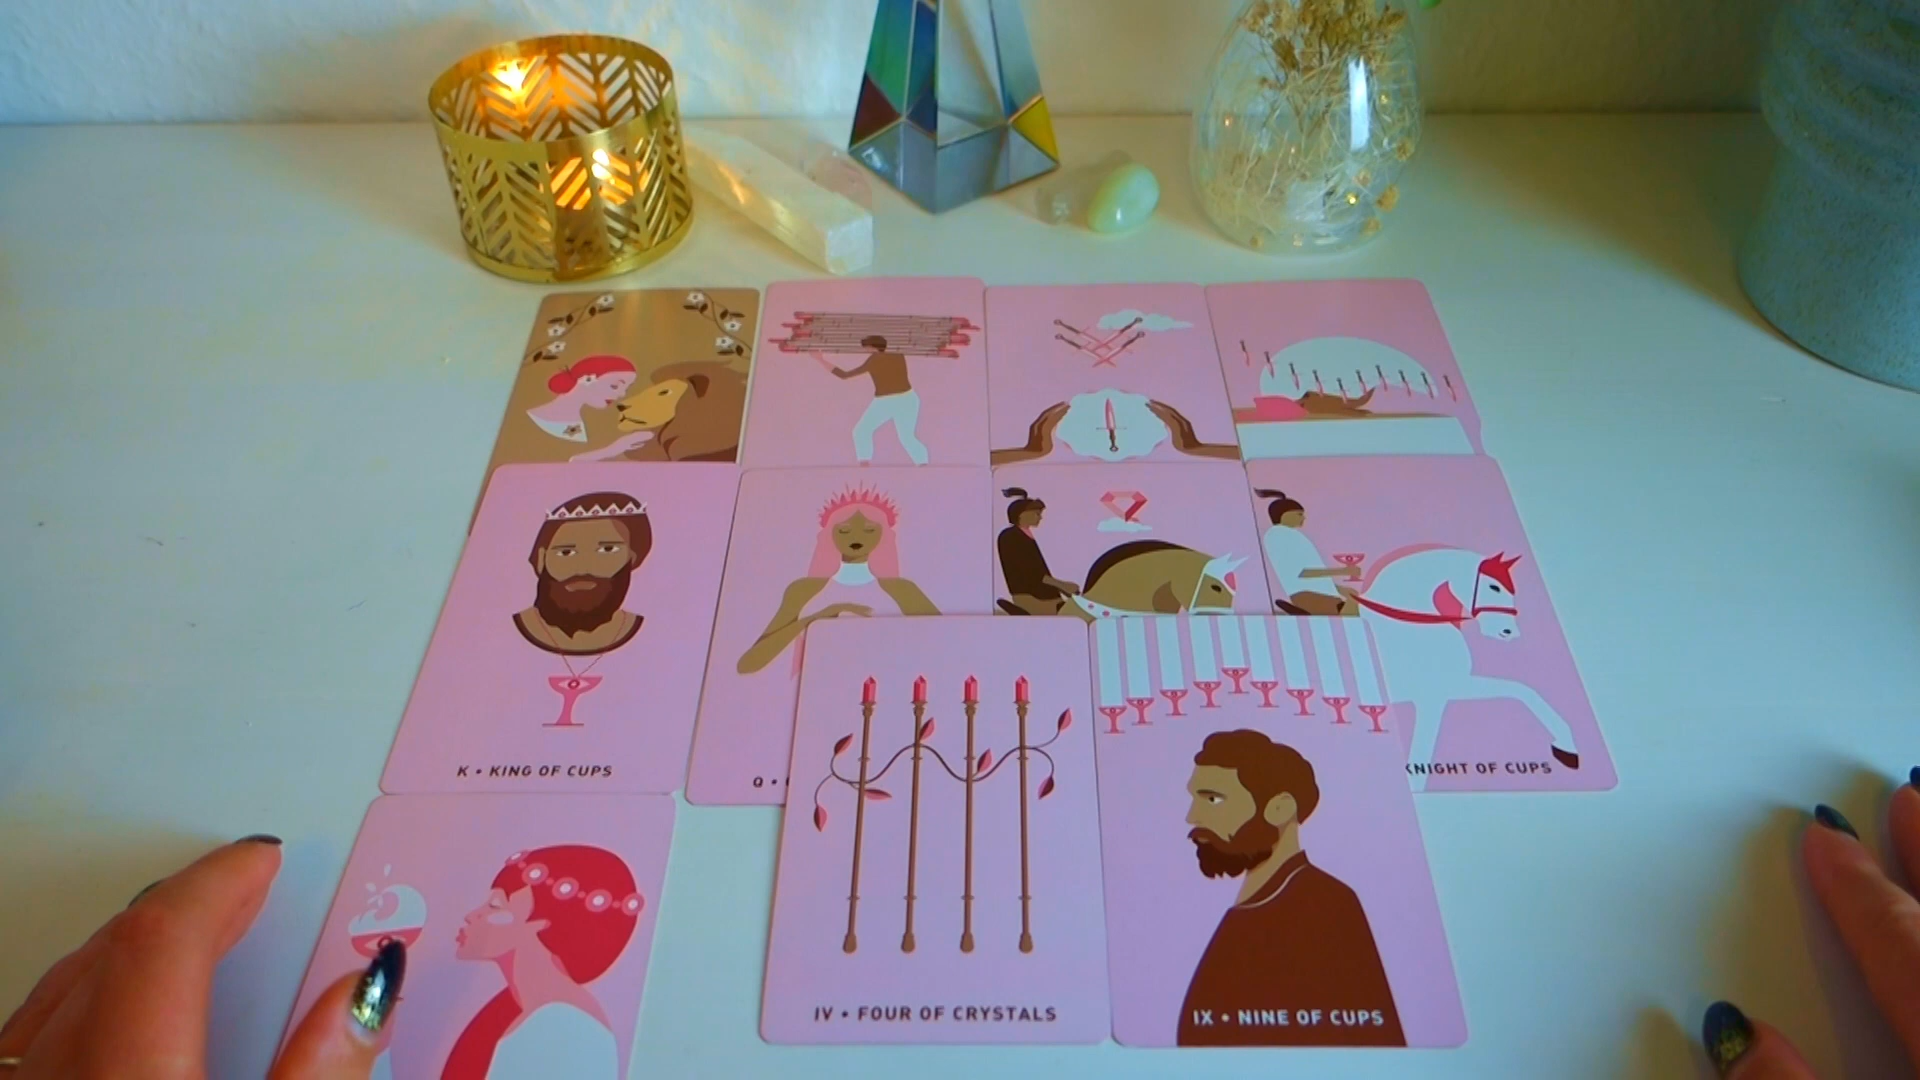 K • KING OF CUPS
Q •
KNIGHT OF CUPS
IV • FOUR OF CRYSTALS
IX • NINE OF CUPS